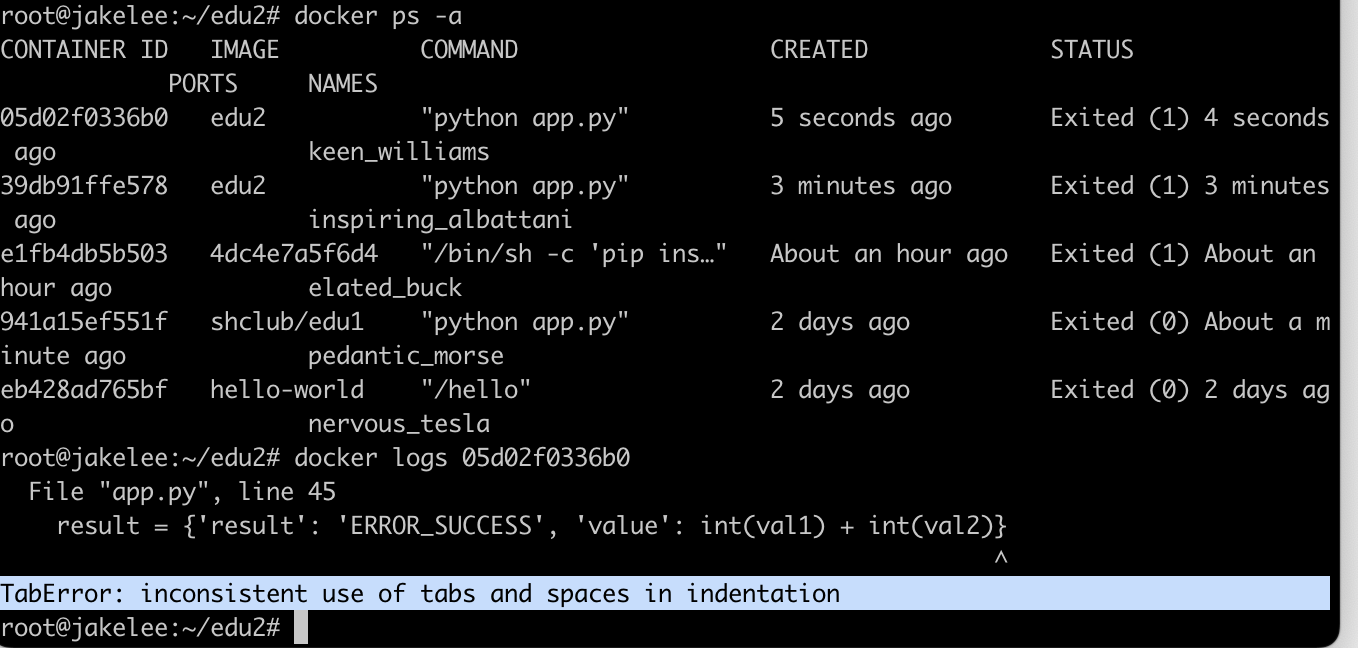 root@jakelee:~/edu2# docker ps -a
CONTAINER ID   IMAGE          COMMAND                  CREATED             STATUS
            PORTS     NAMES
05d02f0336b0   edu2           "python app.py"          5 seconds ago       Exited (1) 4 seconds
 ago                  keen_williams
39db91ffe578   edu2           "python app.py"          3 minutes ago       Exited (1) 3 minutes
 ago                  inspiring_albattani
e1fb4db5b503   4dc4e7a5f6d4   "/bin/sh -c 'pip ins…"   About an hour ago   Exited (1) About an
hour ago              elated_buck
941a15ef551f   shclub/edu1    "python app.py"          2 days ago          Exited (0) About a m
inute ago             pedantic_morse
eb428ad765bf   hello-world    "/hello"                 2 days ago          Exited (0) 2 days ag
o                     nervous_tesla
root@jakelee:~/edu2# docker logs 05d02f0336b0
  File "app.py", line 45
    result = {'result': 'ERROR_SUCCESS', 'value': int(val1) + int(val2)}
                                                                       ^
TabError: inconsistent use of tabs and spaces in indentation
root@jakelee:~/edu2#